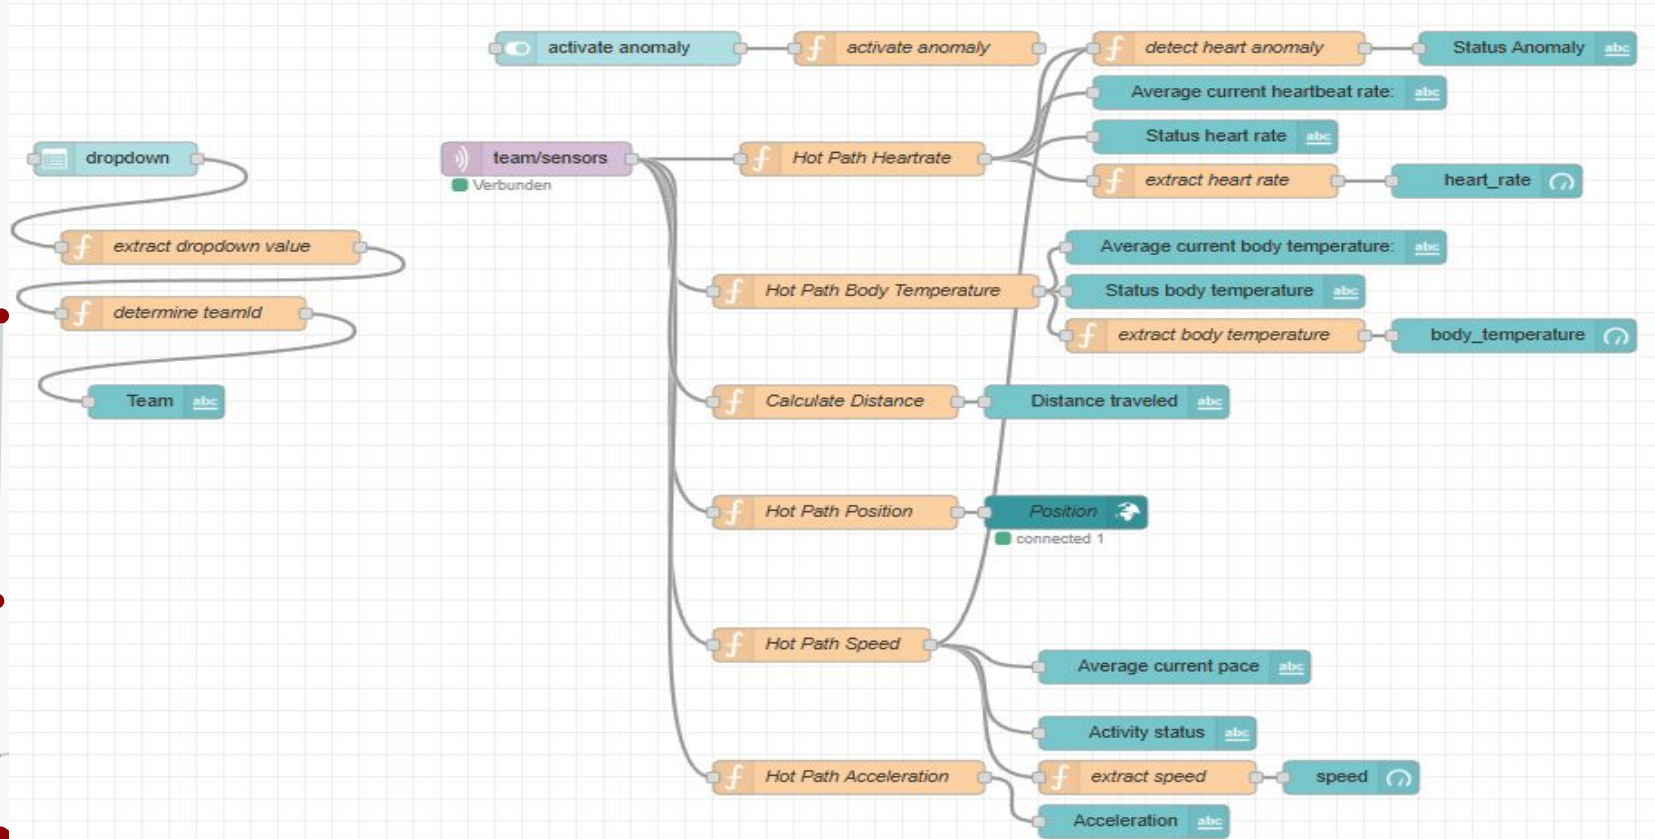 activate anomaly
activate anomaly
detect heart anomaly
Status Anomaly abc
Average current heartbeat rate: abc
dropdown
team/sensors
Verbunden
Hot Path Heartrate
Status heart rate abc
extract heart rate
heart_rate
extract dropdown value
Average current body temperature: abc
Hot Path Body Temperature
Status body temperature abc
determine teamId
extract body temperature
body_temperature
Team abc
Calculate Distance
Distance traveled abc
Hot Path Position
Position
connected 1
Hot Path Speed
Average current pace abc
Activity status abc
Hot Path Acceleration
extract speed
speed
Acceleration abc